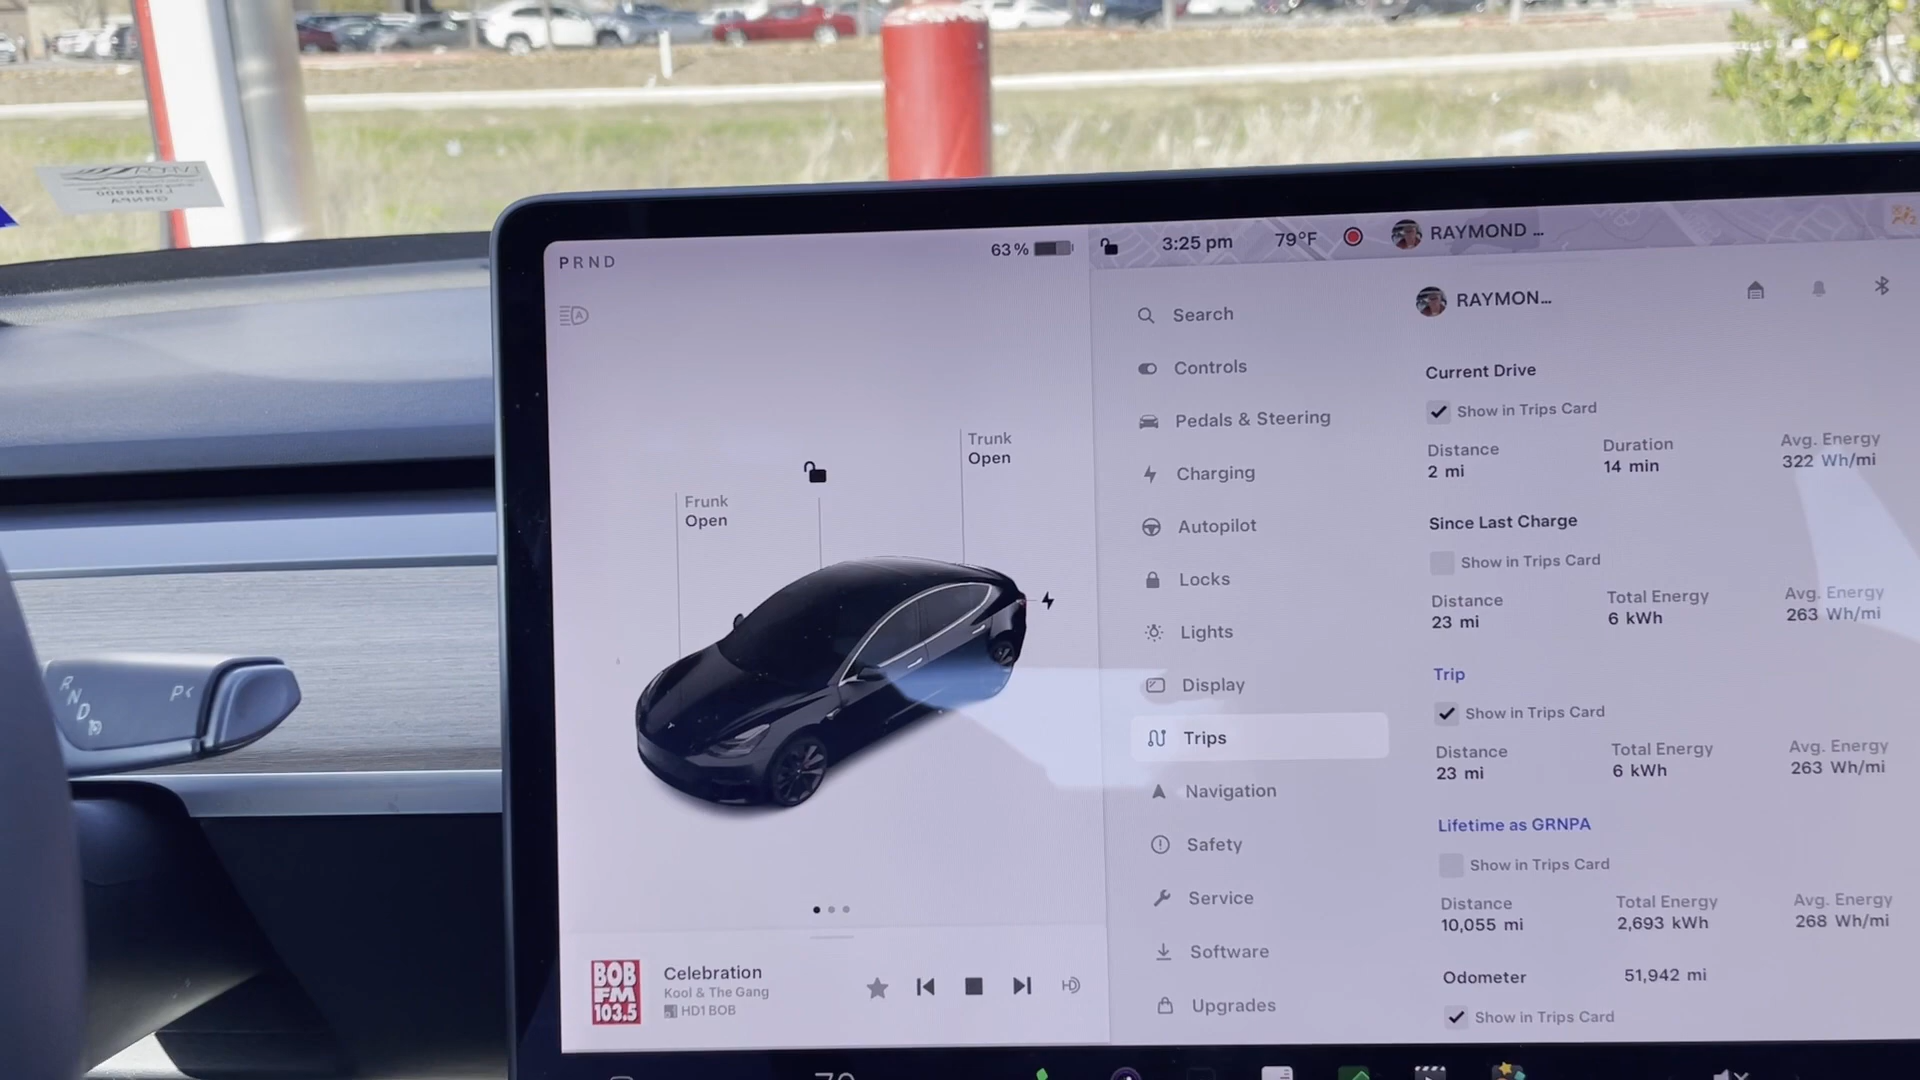 PRND
63%
3:25 pm
79°F
RAYMOND ...
A
Trunk
Open
Frunk
Open
BOB
FM
103.5
Celebration
Kool & The Gang
HD1 BOB
Search
Controls
Pedals & Steering
Charging
Autopilot
Locks
Lights
Display
Trips
Navigation
Safety
Service
Software
Upgrades
RAYMON...
Current Drive
Show in Trips Card
Distance Duration Avg. Energy
2 mi 14 min 322 Wh/mi
Since Last Charge
Show in Trips Card
Distance Total Energy Avg. Energy
23 mi 6 kWh 263 Wh/mi
Trip
Show in Trips Card
Distance Total Energy Avg. Energy
23 mi 6 kWh 263 Wh/mi
Lifetime as GRNPA
Show in Trips Card
Distance Total Energy Avg. Energy
10,055 mi 2,693 kWh 268 Wh/mi
Odometer 51,942 mi
Show in Trips Card
R
N
D
P
GRNPA